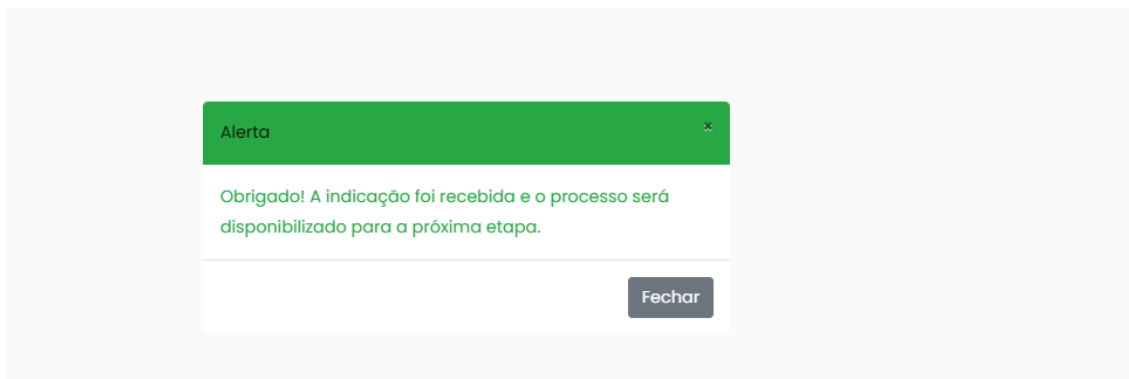 Alerta ×
Obrigado! A indicação foi recebida e o processo será
disponibilizado para a próxima etapa.
Fechar